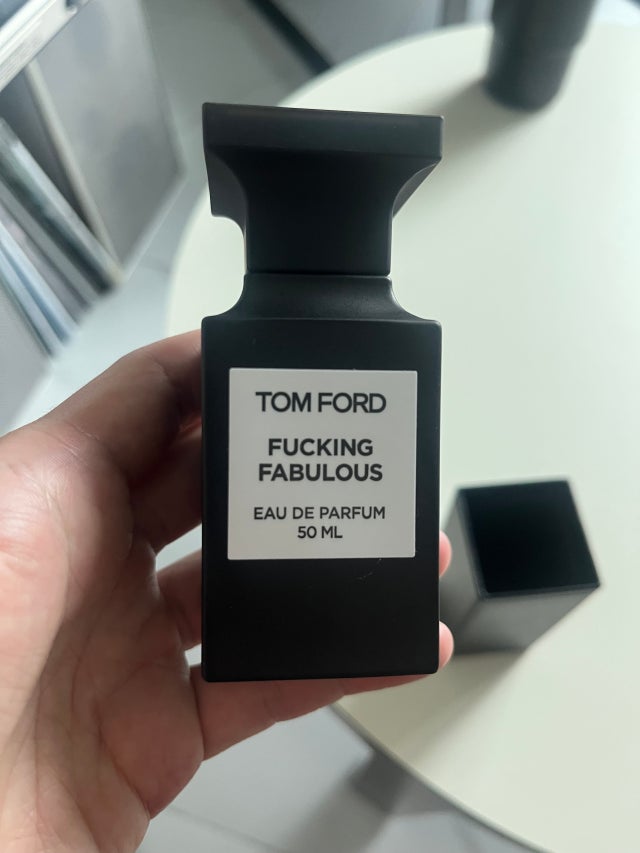 TOM FORD
FUCKING
FABULOUS
EAU DE PARFUM
50 ML